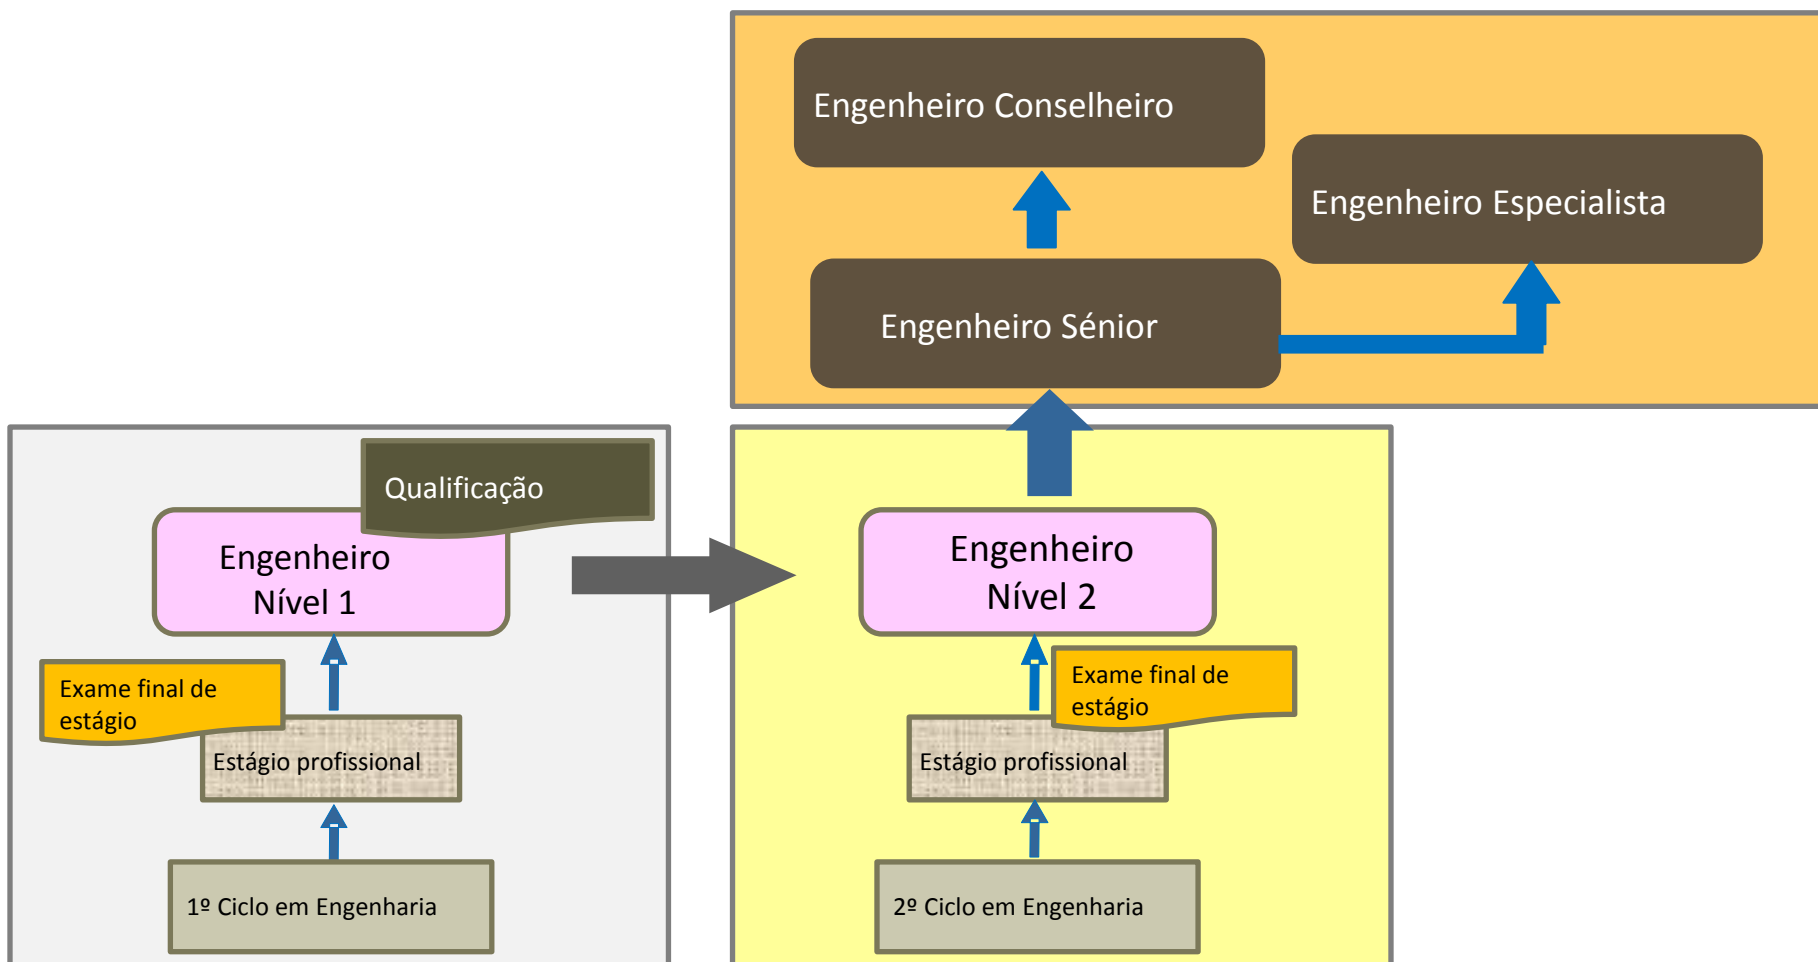 Engenheiro Conselheiro
Engenheiro Especialista
Engenheiro Sénior
Qualificação
Engenheiro
Nível 1
Exame final de
estágio
Estágio profissional
1º Ciclo em Engenharia
Engenheiro
Nível 2
Exame final de
estágio
Estágio profissional
2º Ciclo em Engenharia